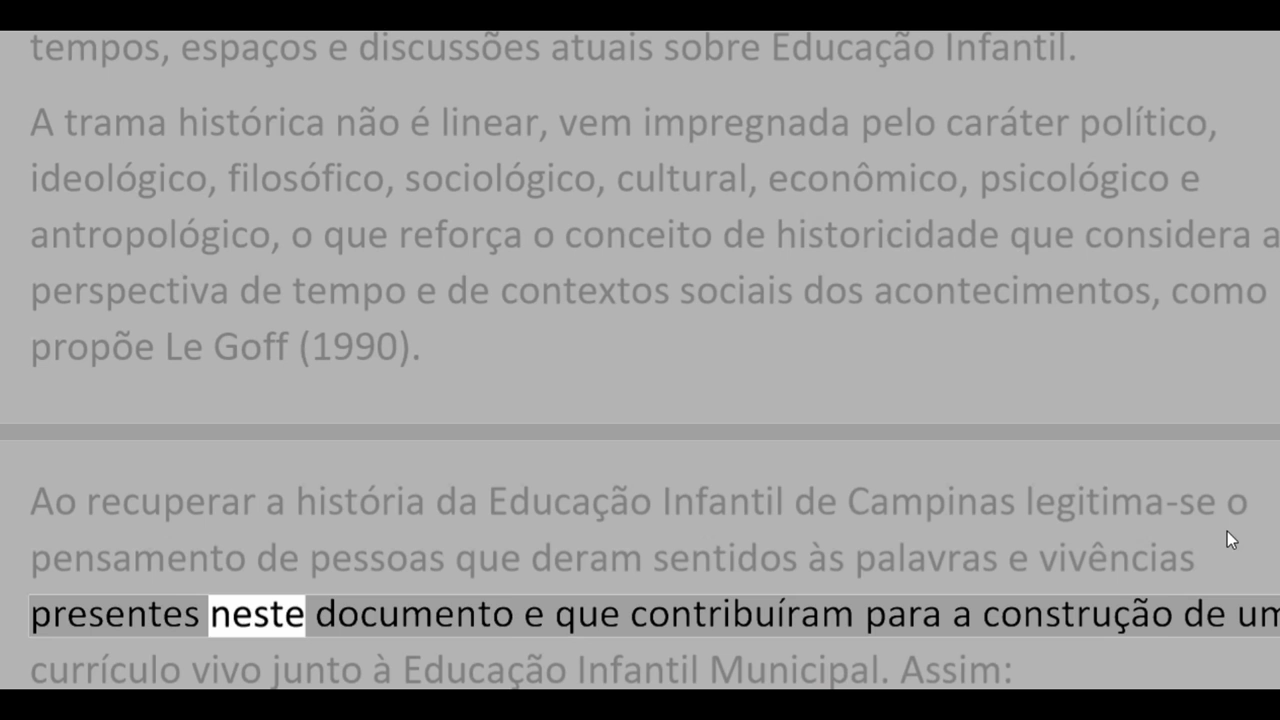 tempos, espaços e discussões atuais sobre Educação Infantil.
A trama histórica não é linear, vem impregnada pelo caráter político,
ideológico, filosófico, sociológico, cultural, econômico, psicológico e
antropológico, o que reforça o conceito de historicidade que considera a
perspectiva de tempo e de contextos sociais dos acontecimentos, como
propõe Le Goff (1990).
Ao recuperar a história da Educação Infantil de Campinas legitima-se o
pensamento de pessoas que deram sentidos às palavras e vivências
presentes neste documento e que contribuíram para a construção de um
currículo vivo junto à Educação Infantil Municipal. Assim: